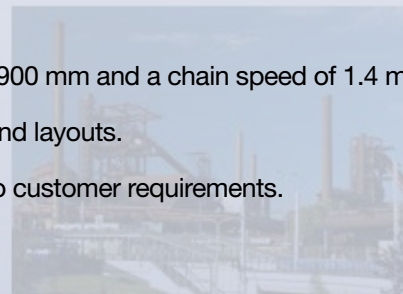 900 mm and a chain speed of 1.4 m
nd layouts.
o customer requirements.